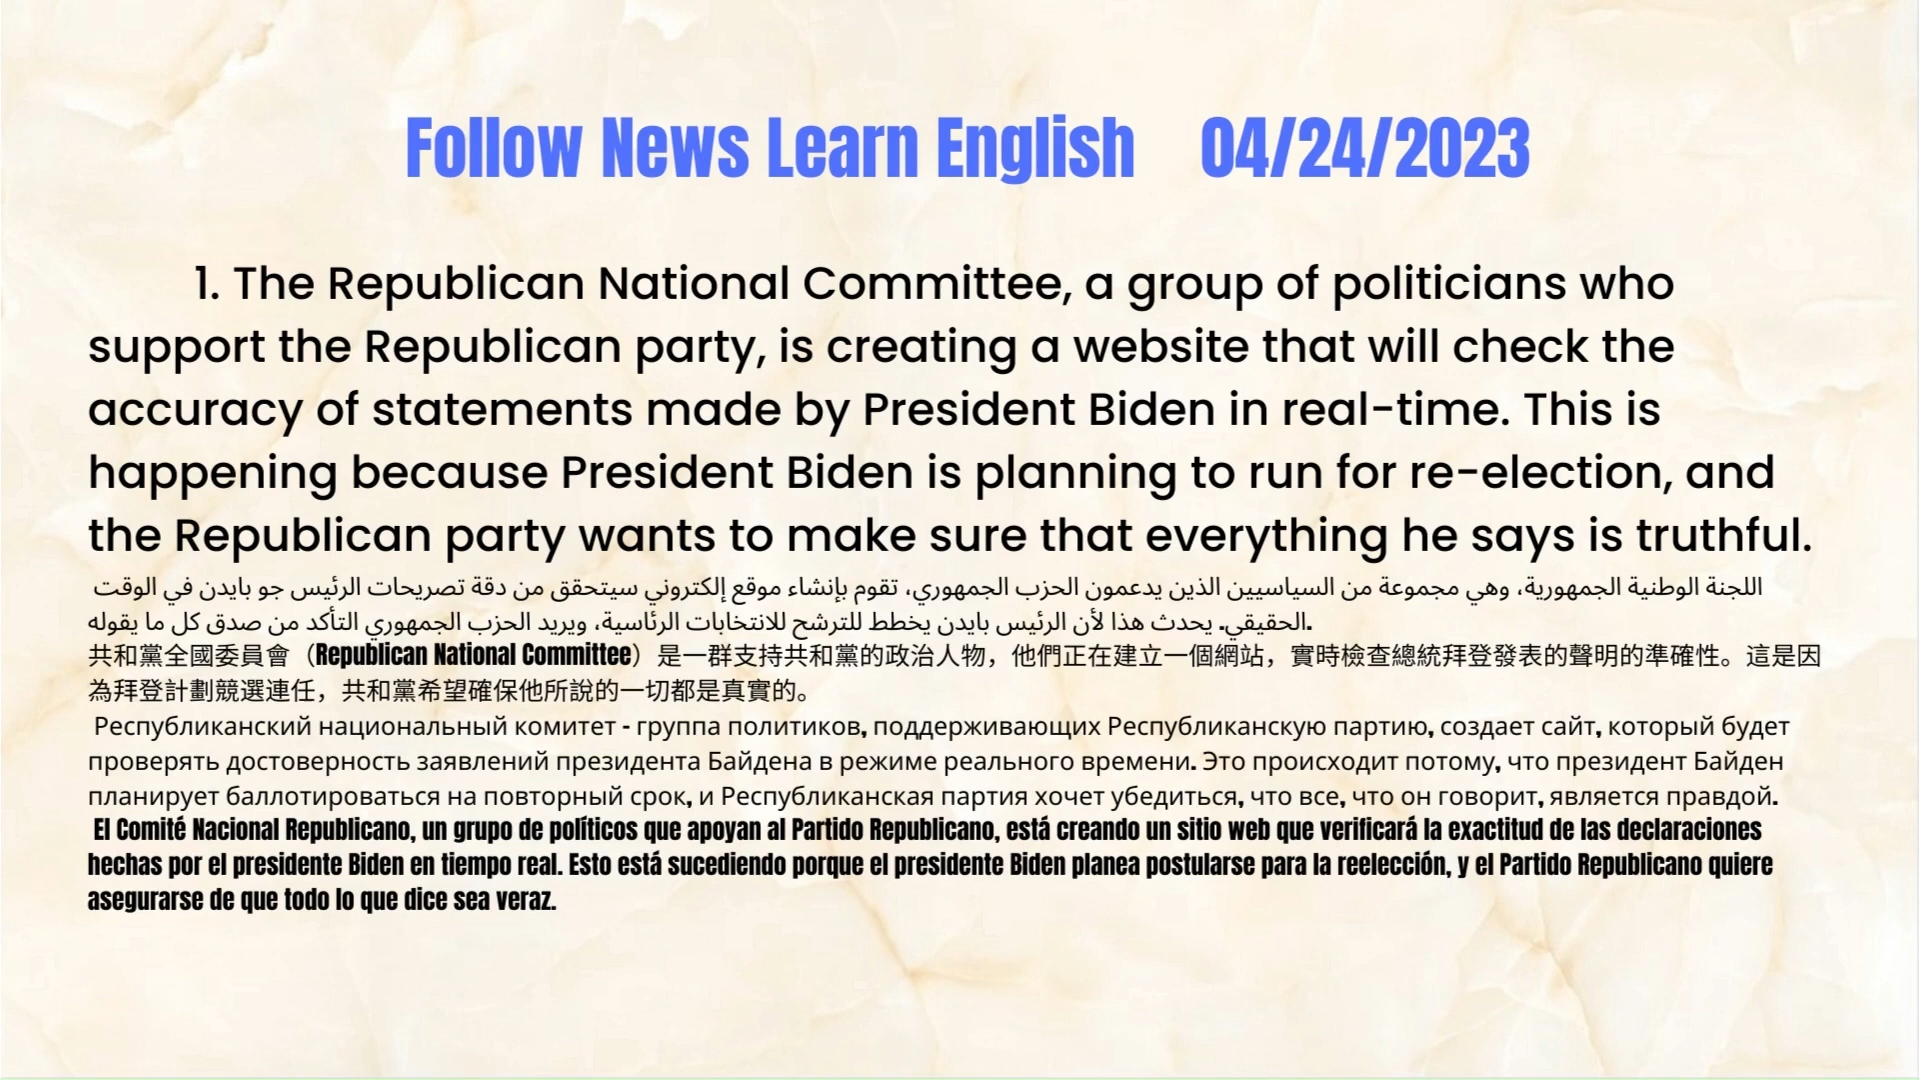 Follow News Learn English 04/24/2023
1. The Republican National Committee, a group of politicians who
support the Republican party, is creating a website that will check the
accuracy of statements made by President Biden in real-time. This is
happening because President Biden is planning to run for re-election, and
the Republican party wants to make sure that everything he says is truthful.
اللجنة الوطنية الجمهورية، وهي مجموعة من السياسيين الذين يدعمون الحزب الجمهوري، تقوم بإنشاء موقع إلكتروني سيتحقق من دقة تصريحات الرئيس جو بايدن في الوقت
الحقيقي. يحدث هذا لأن الرئيس بايدن يخطط للترشح للانتخابات الرئاسية، ويريد الحزب الجمهوري التأكد من صدق كل ما يقوله.
共和黨全國委員會（Republican National Committee）是一群支持共和黨的政治人物，他們正在建立一個網站，實時檢查總統拜登發表的聲明的準確性。這是因
為拜登計劃競選連任，共和黨希望確保他所說的一切都是真實的。
Республиканский национальный комитет - группа политиков, поддерживающих Республиканскую партию, создает сайт, который будет
проверять достоверность заявлений президента Байдена в режиме реального времени. Это происходит потому, что президент Байден
планирует баллотироваться на повторный срок, и Республиканская партия хочет убедиться, что все, что он говорит, является правдой.
El Comité Nacional Republicano, un grupo de políticos que apoyan al Partido Republicano, está creando un sitio web que verificará la exactitud de las declaraciones
hechas por el presidente Biden en tiempo real. Esto está sucediendo porque el presidente Biden planea postularse para la reelección, y el Partido Republicano quiere
asegurarse de que todo lo que dice sea veraz.